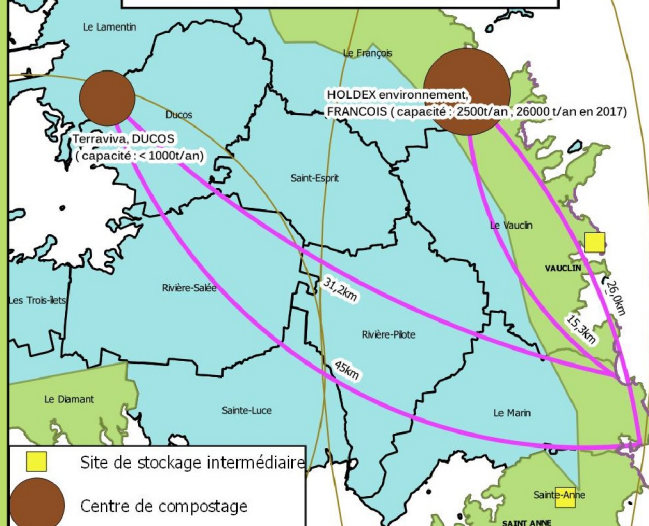 Le Lamentin
Le François
HOLDEX environnement,
FRANCOIS ( capacité : 2500t/an , 26000 t/an en 2017)
Ducos
Terraviva, DUCOS
( capacité : < 1000t/an)
Saint-Esprit
Le Vauclin
VAUCLIN
Rivière-Salée
31,2km
26,0km
Les Trois-îlets
15,3km
Rivière-Pilote
45km
Le Diamant
Sainte-Luce
Le Marin
Site de stockage intermédiaire
Sainte-Anne
Centre de compostage
SAINT ANNE